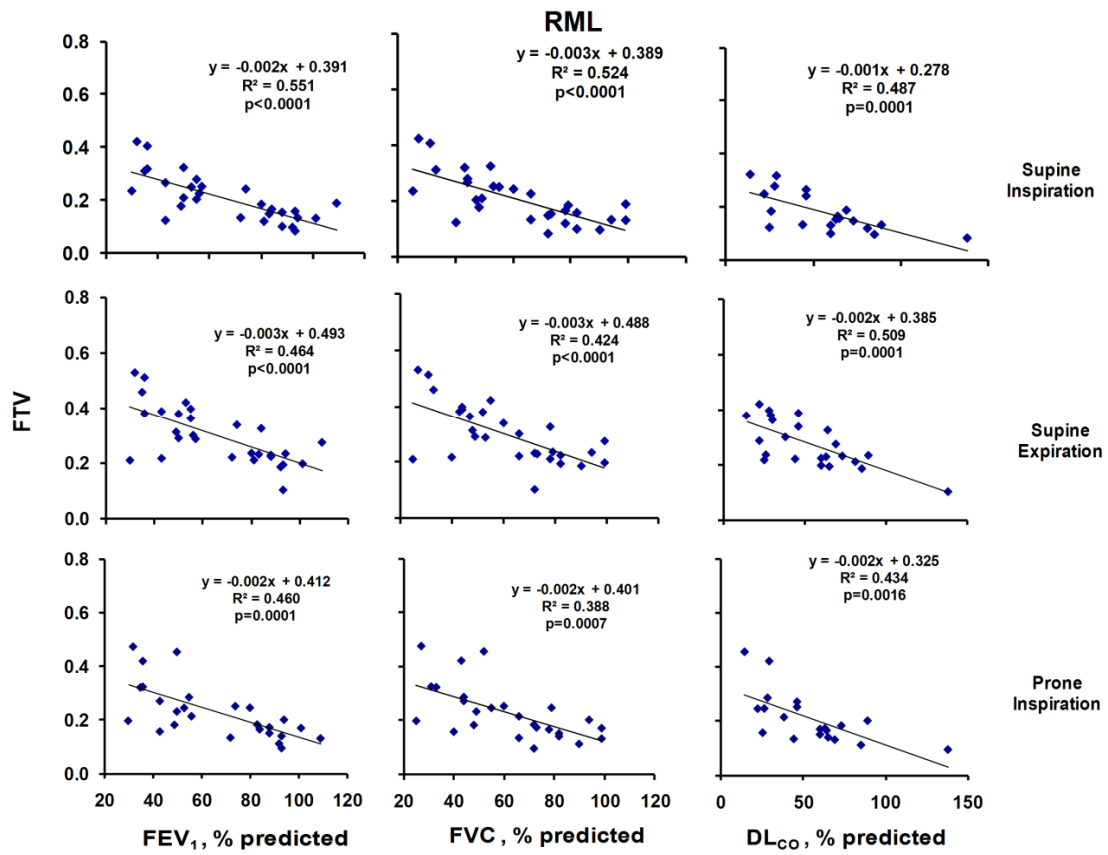 RML
0.8
0.6
0.4
0.2
0.0
y = -0.002x + 0.391
R² = 0.551
p<0.0001
y = -0.003x + 0.389
R² = 0.524
p<0.0001
y = -0.001x + 0.278
R² = 0.487
p=0.0001
Supine
Inspiration
FTV
0.8
0.6
0.4
0.2
0.0
y = -0.003x + 0.493
R² = 0.464
p<0.0001
y = -0.003x + 0.488
R² = 0.424
p<0.0001
y = -0.002x + 0.385
R² = 0.509
p=0.0001
Supine
Expiration
0.8
0.6
0.4
0.2
0.0
y = -0.002x + 0.412
R² = 0.460
p=0.0001
y = -0.002x + 0.401
R² = 0.388
p=0.0007
y = -0.002x + 0.325
R² = 0.434
p=0.0016
Prone
Inspiration
20 40 60 80 100 120
20 40 60 80 100 120
0 50 100 150
FEV₁, % predicted
FVC, % predicted
DLCO, % predicted